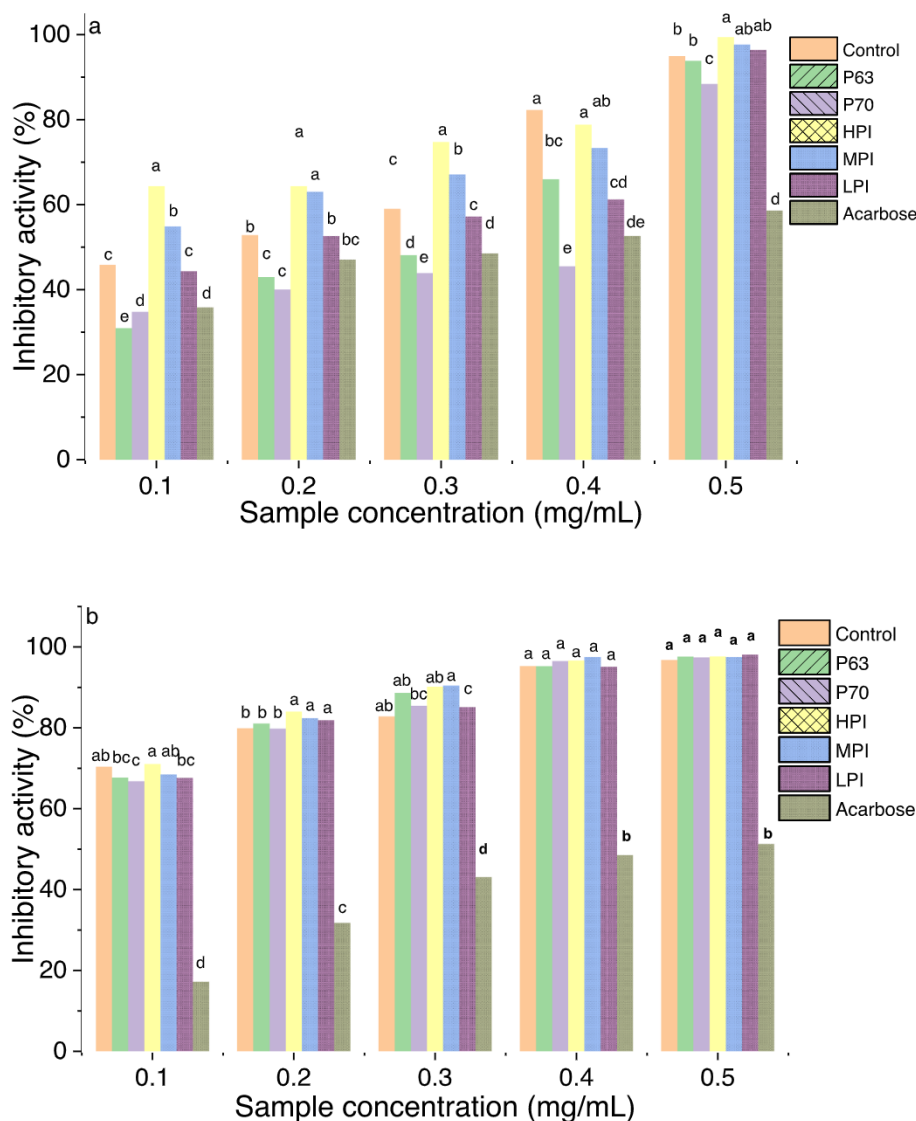 a
Inhibitory activity (%)
100
80
60
40
20
0
c
e
d
a
b
c
d
b
c
c
a
a
b
bc
c
d
e
a
b
c
d
a
bc
e
a
ab
cd
de
b
b
c
a
ab
ab
d
0.1
0.2
0.3
0.4
0.5
Sample concentration (mg/mL)
Control
P63
P70
HPI
MPI
LPI
Acarbose
b
Inhibitory activity (%)
100
80
60
40
20
0
ab
bc
c
a
ab
bc
d
b
b
b
a
a
a
c
ab
ab
bc
ab
a
c
d
a
a
a
a
a
a
b
a
a
a
a
a
a
b
0.1
0.2
0.3
0.4
0.5
Sample concentration (mg/mL)
Control
P63
P70
HPI
MPI
LPI
Acarbose